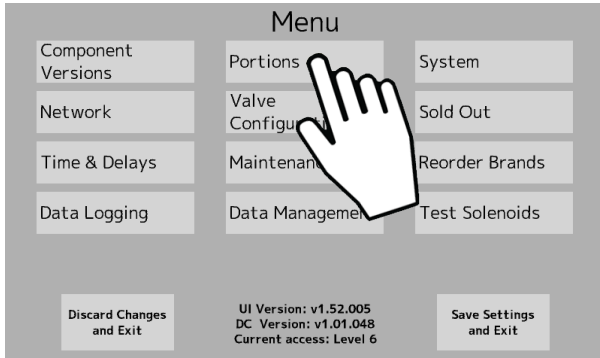 Menu
Component
Versions
Portions
System
Network
Valve
Sold Out
Time & Delays
Reorder Brands
Data Logging
Data
Test Solenoids
Discard Changes
and Exit
UI Version: v1.52.005
DC Version: v1.01.048
Current access: Level 6
Save Settings
and Exit